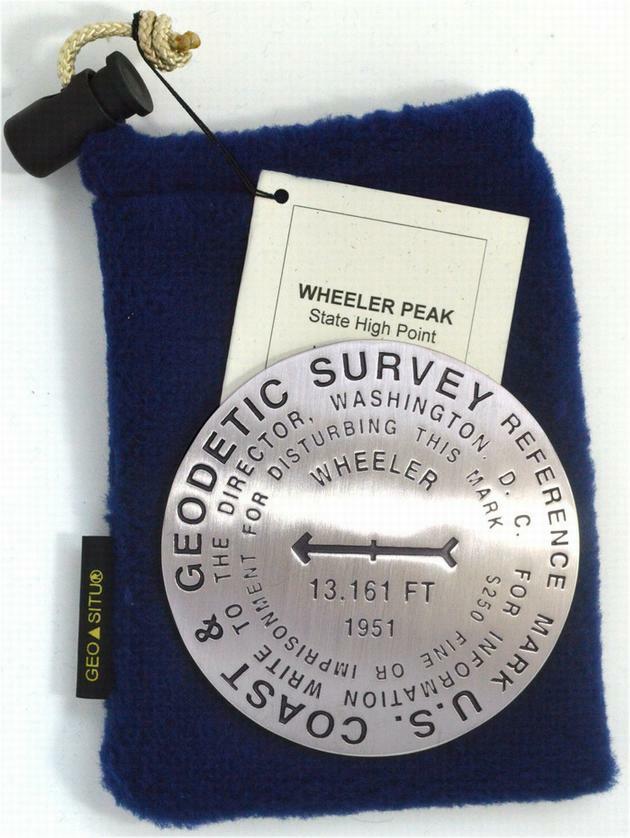 WHEELER PEAK
State High Point
U.S. COAST & GEODETIC SURVEY REFERENCE MARK
FOR INFORMATION WRITE TO THE DIRECTOR, WASHINGTON. D. C.
$250 FINE OR IMPRISONMENT FOR DISTURBING THIS MARK
WHEELER
13.161 FT
1951
GEO▲SITU®